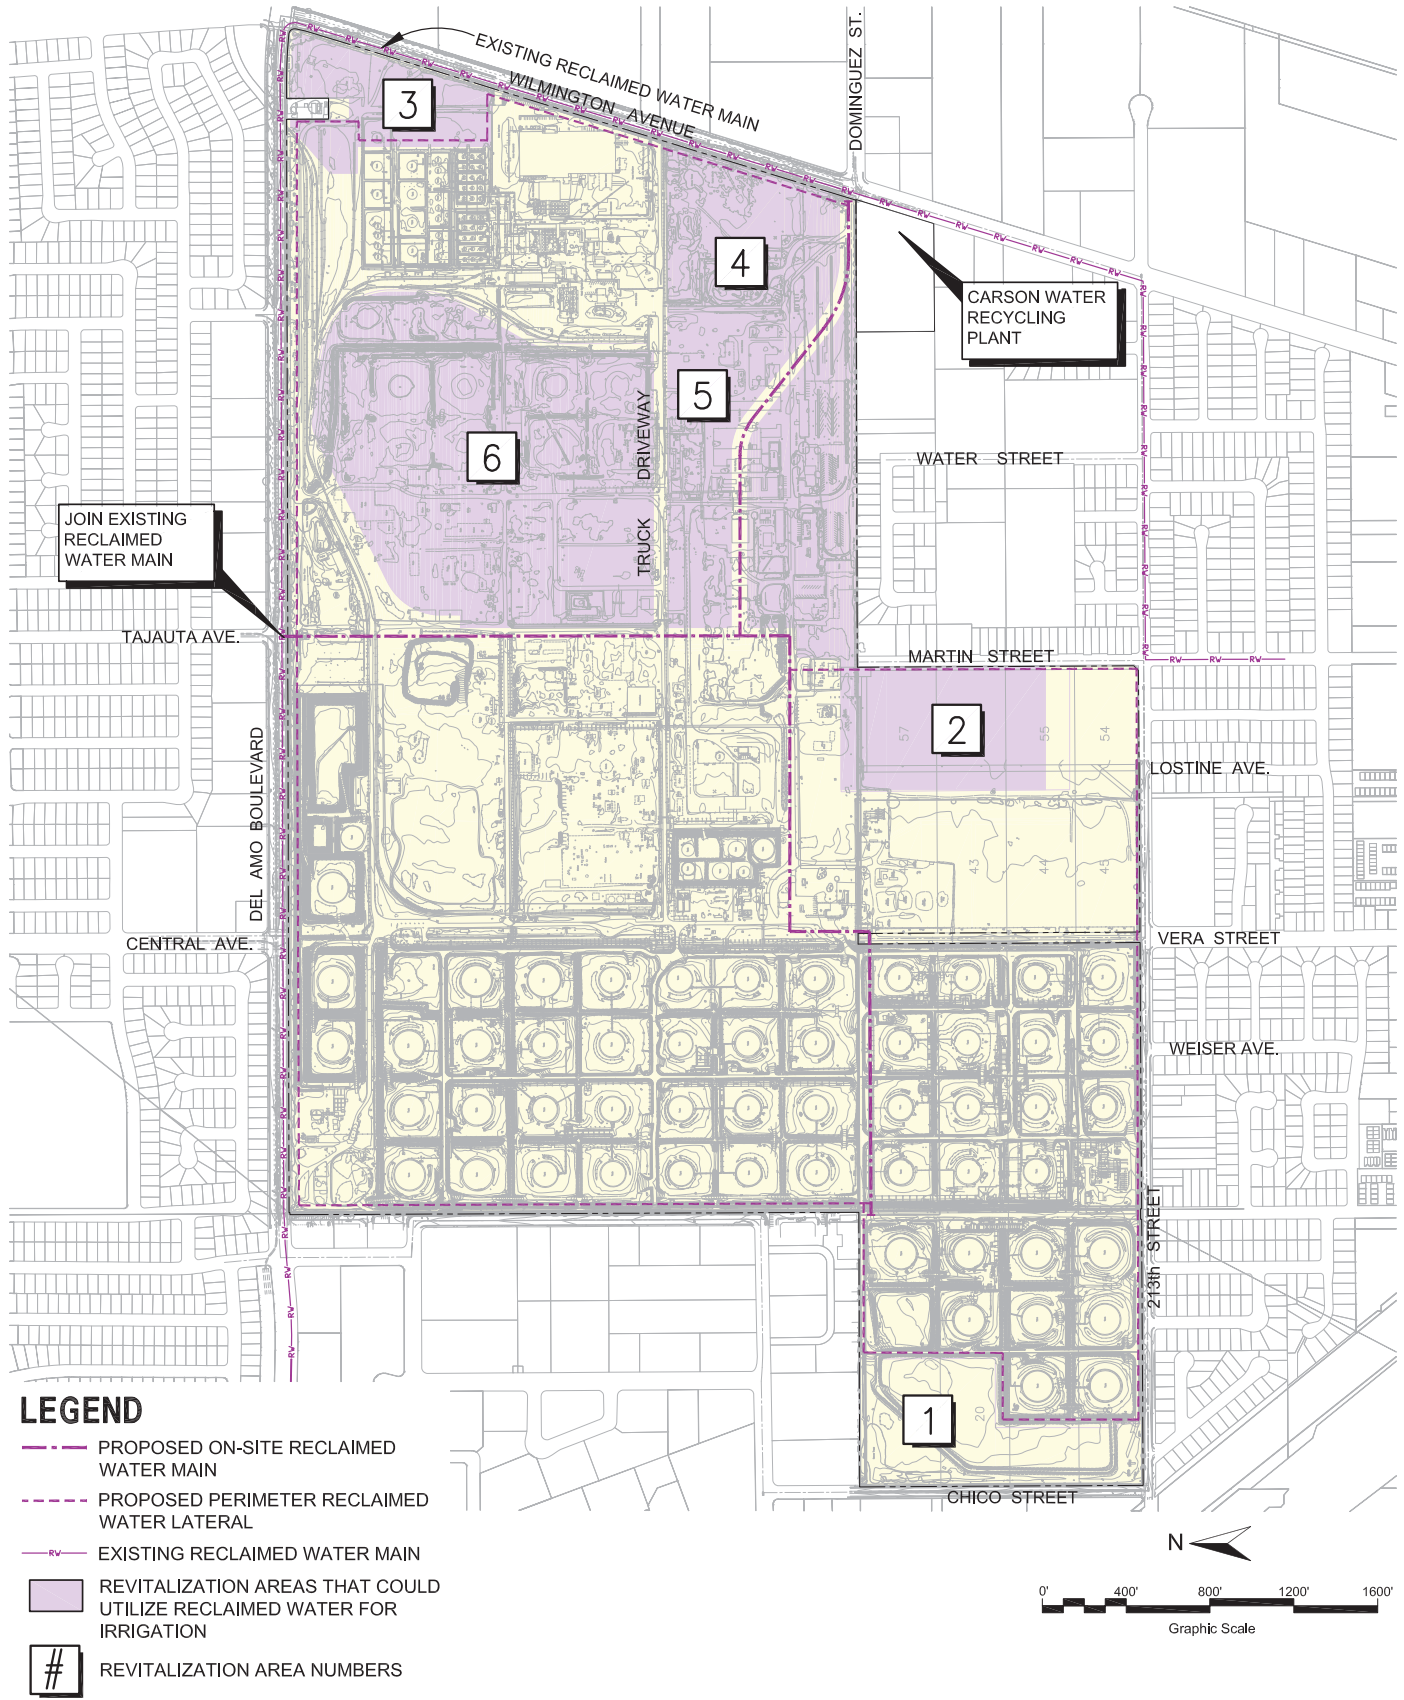 EXISTING RECLAIMED WATER MAIN
WILMINGTON AVENUE
DOMINGUEZ ST.
3
4
CARSON WATER
RECYCLING
PLANT
5
TRUCK DRIVEWAY
6
WATER STREET
JOIN EXISTING
RECLAIMED
WATER MAIN
TAJAUTA AVE.
MARTIN STREET
57
2
55
54
LOSTINE AVE.
DEL AMO BOULEVARD
43
44
45
CENTRAL AVE.
VERA STREET
WEISER AVE.
213th STREET
1
20
CHICO STREET
LEGEND
PROPOSED ON-SITE RECLAIMED
WATER MAIN
PROPOSED PERIMETER RECLAIMED
WATER LATERAL
RW EXISTING RECLAIMED WATER MAIN
REVITALIZATION AREAS THAT COULD
UTILIZE RECLAIMED WATER FOR
IRRIGATION
# REVITALIZATION AREA NUMBERS
N
0' 400' 800' 1200' 1600'
Graphic Scale